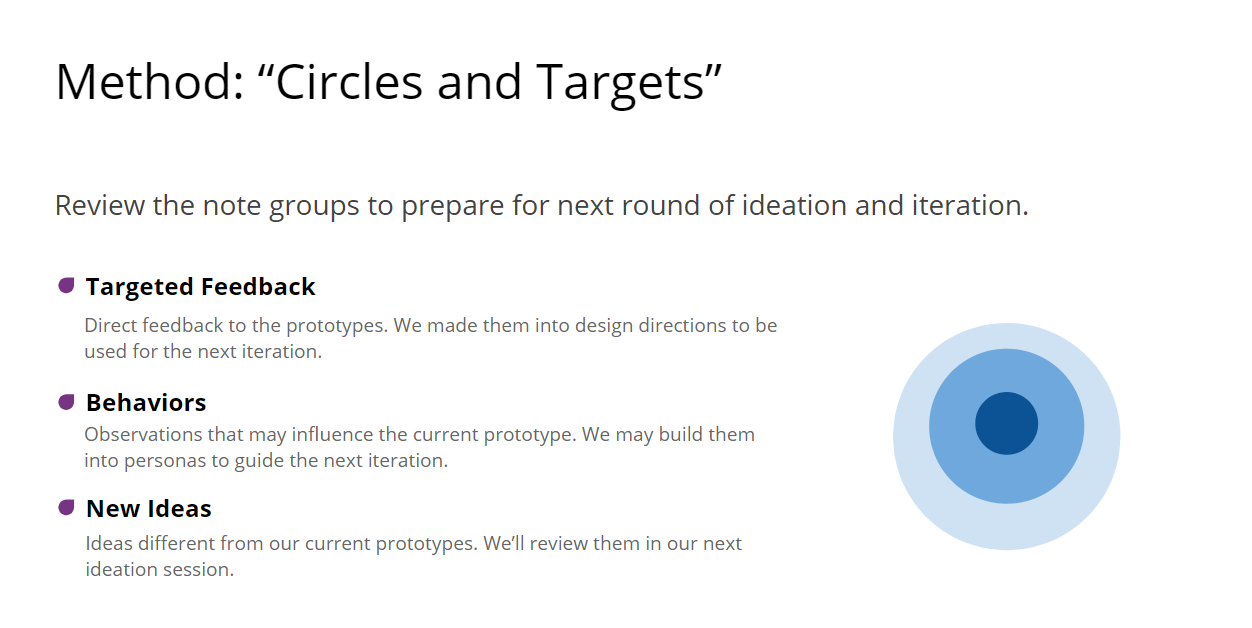 Method: “Circles and Targets”
Review the note groups to prepare for next round of ideation and iteration.
Targeted Feedback
Direct feedback to the prototypes. We made them into design directions to be
used for the next iteration.
Behaviors
Observations that may influence the current prototype. We may build them
into personas to guide the next iteration.
New Ideas
Ideas different from our current prototypes. We’ll review them in our next
ideation session.